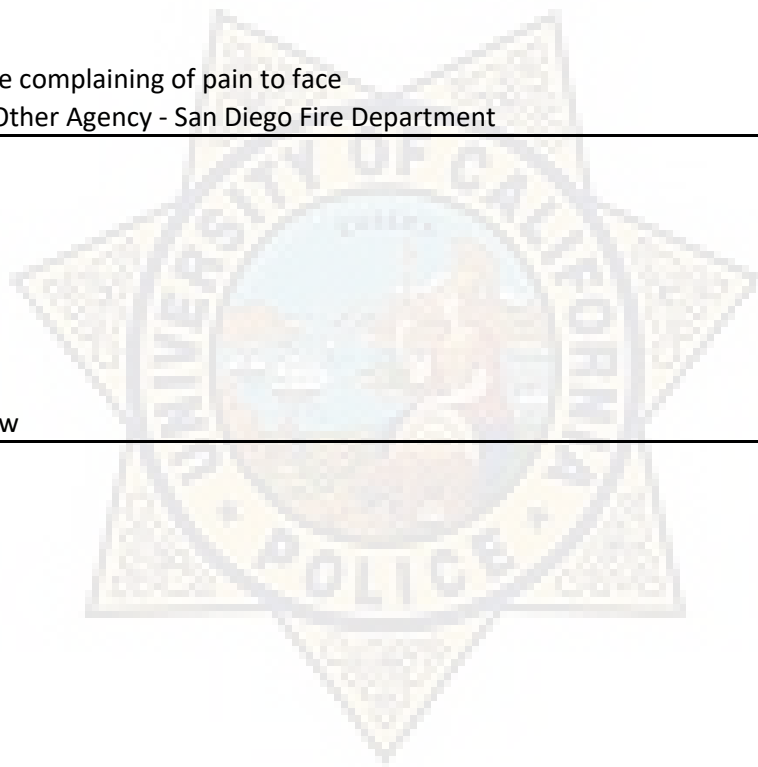 e complaining of pain to face
Other Agency - San Diego Fire Department
UNIVERSITY OF CALIFORNIA
w
POLICE